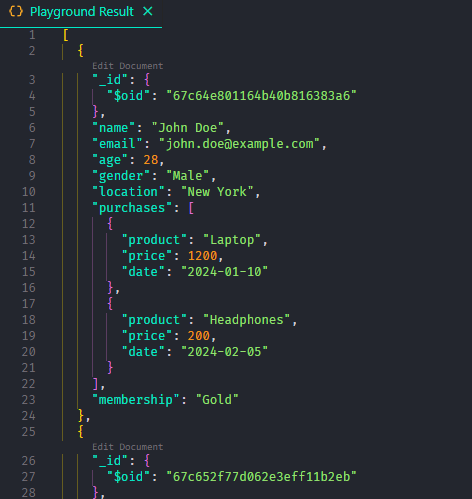 {} Playground Result ×
1 [
2 {
Edit Document
3 "_id": {
4 "$oid": "67c64e801164b40b816383a6"
5 },
6 "name": "John Doe",
7 "email": "john.doe@example.com",
8 "age": 28,
9 "gender": "Male",
10 "location": "New York",
11 "purchases": [
12 {
13 "product": "Laptop",
14 "price": 1200,
15 "date": "2024-01-10"
16 },
17 {
18 "product": "Headphones",
19 "price": 200,
20 "date": "2024-02-05"
21 }
22 ],
23 "membership": "Gold"
24 },
25 {
Edit Document
26 "_id": {
27 "$oid": "67c652f77d062e3eff11b2eb"
28 },